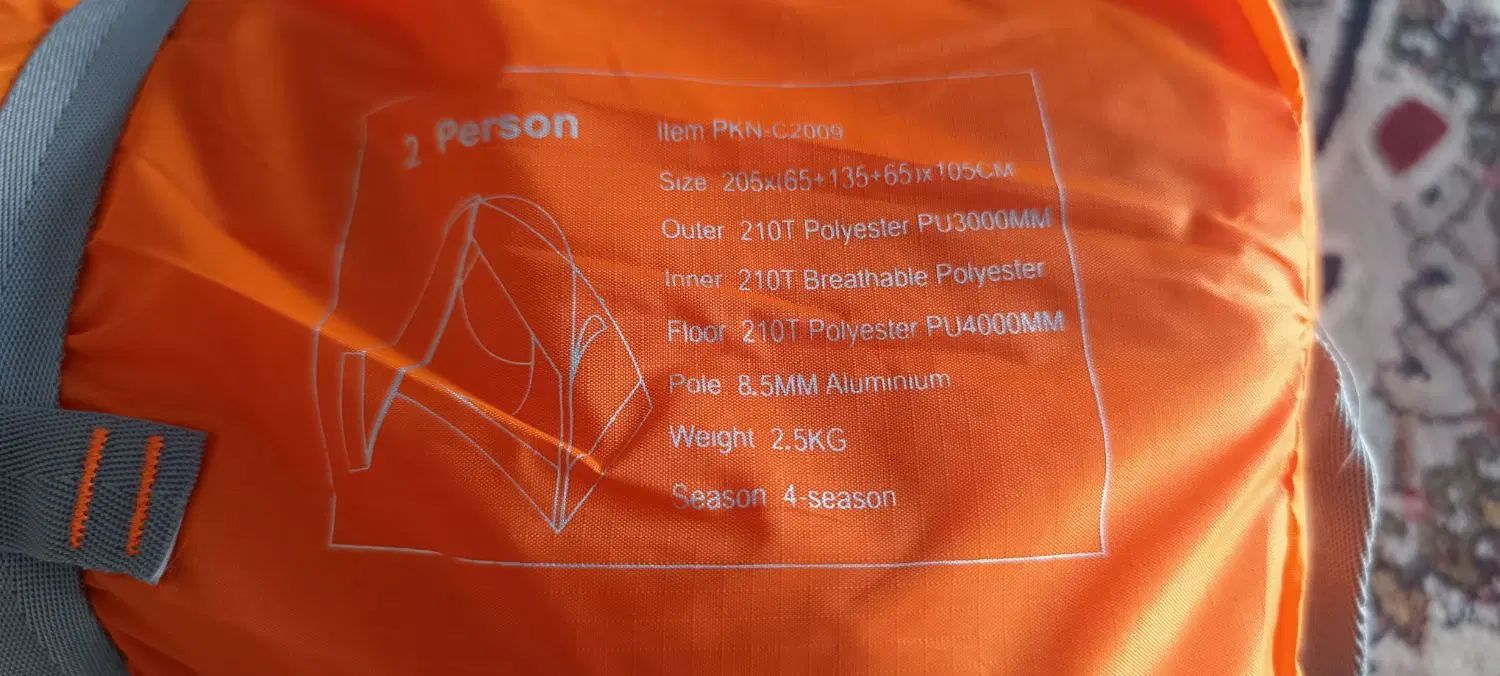 2 Person
Item PKN-C2009
Size 205x(65+135+65)x105CM
Outer 210T Polyester PU3000MM
Inner 210T Breathable Polyester
Floor 210T Polyester PU4000MM
Pole 8.5MM Aluminium
Weight 2.5KG
Season 4-season